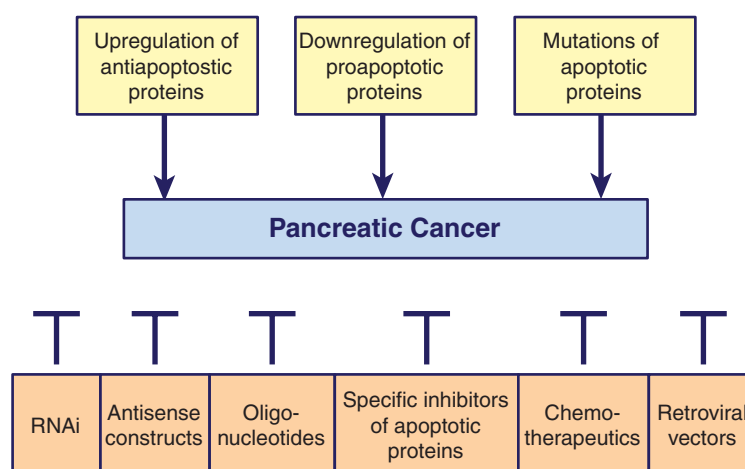 Upregulation of
antiapoptostic
proteins
Downregulation of
proapoptotic
proteins
Mutations of
apoptotic
proteins
Pancreatic Cancer
RNAi
Antisense
constructs
Oligo-
nucleotides
Specific inhibitors
of apoptotic
proteins
Chemo-
therapeutics
Retroviral
vectors